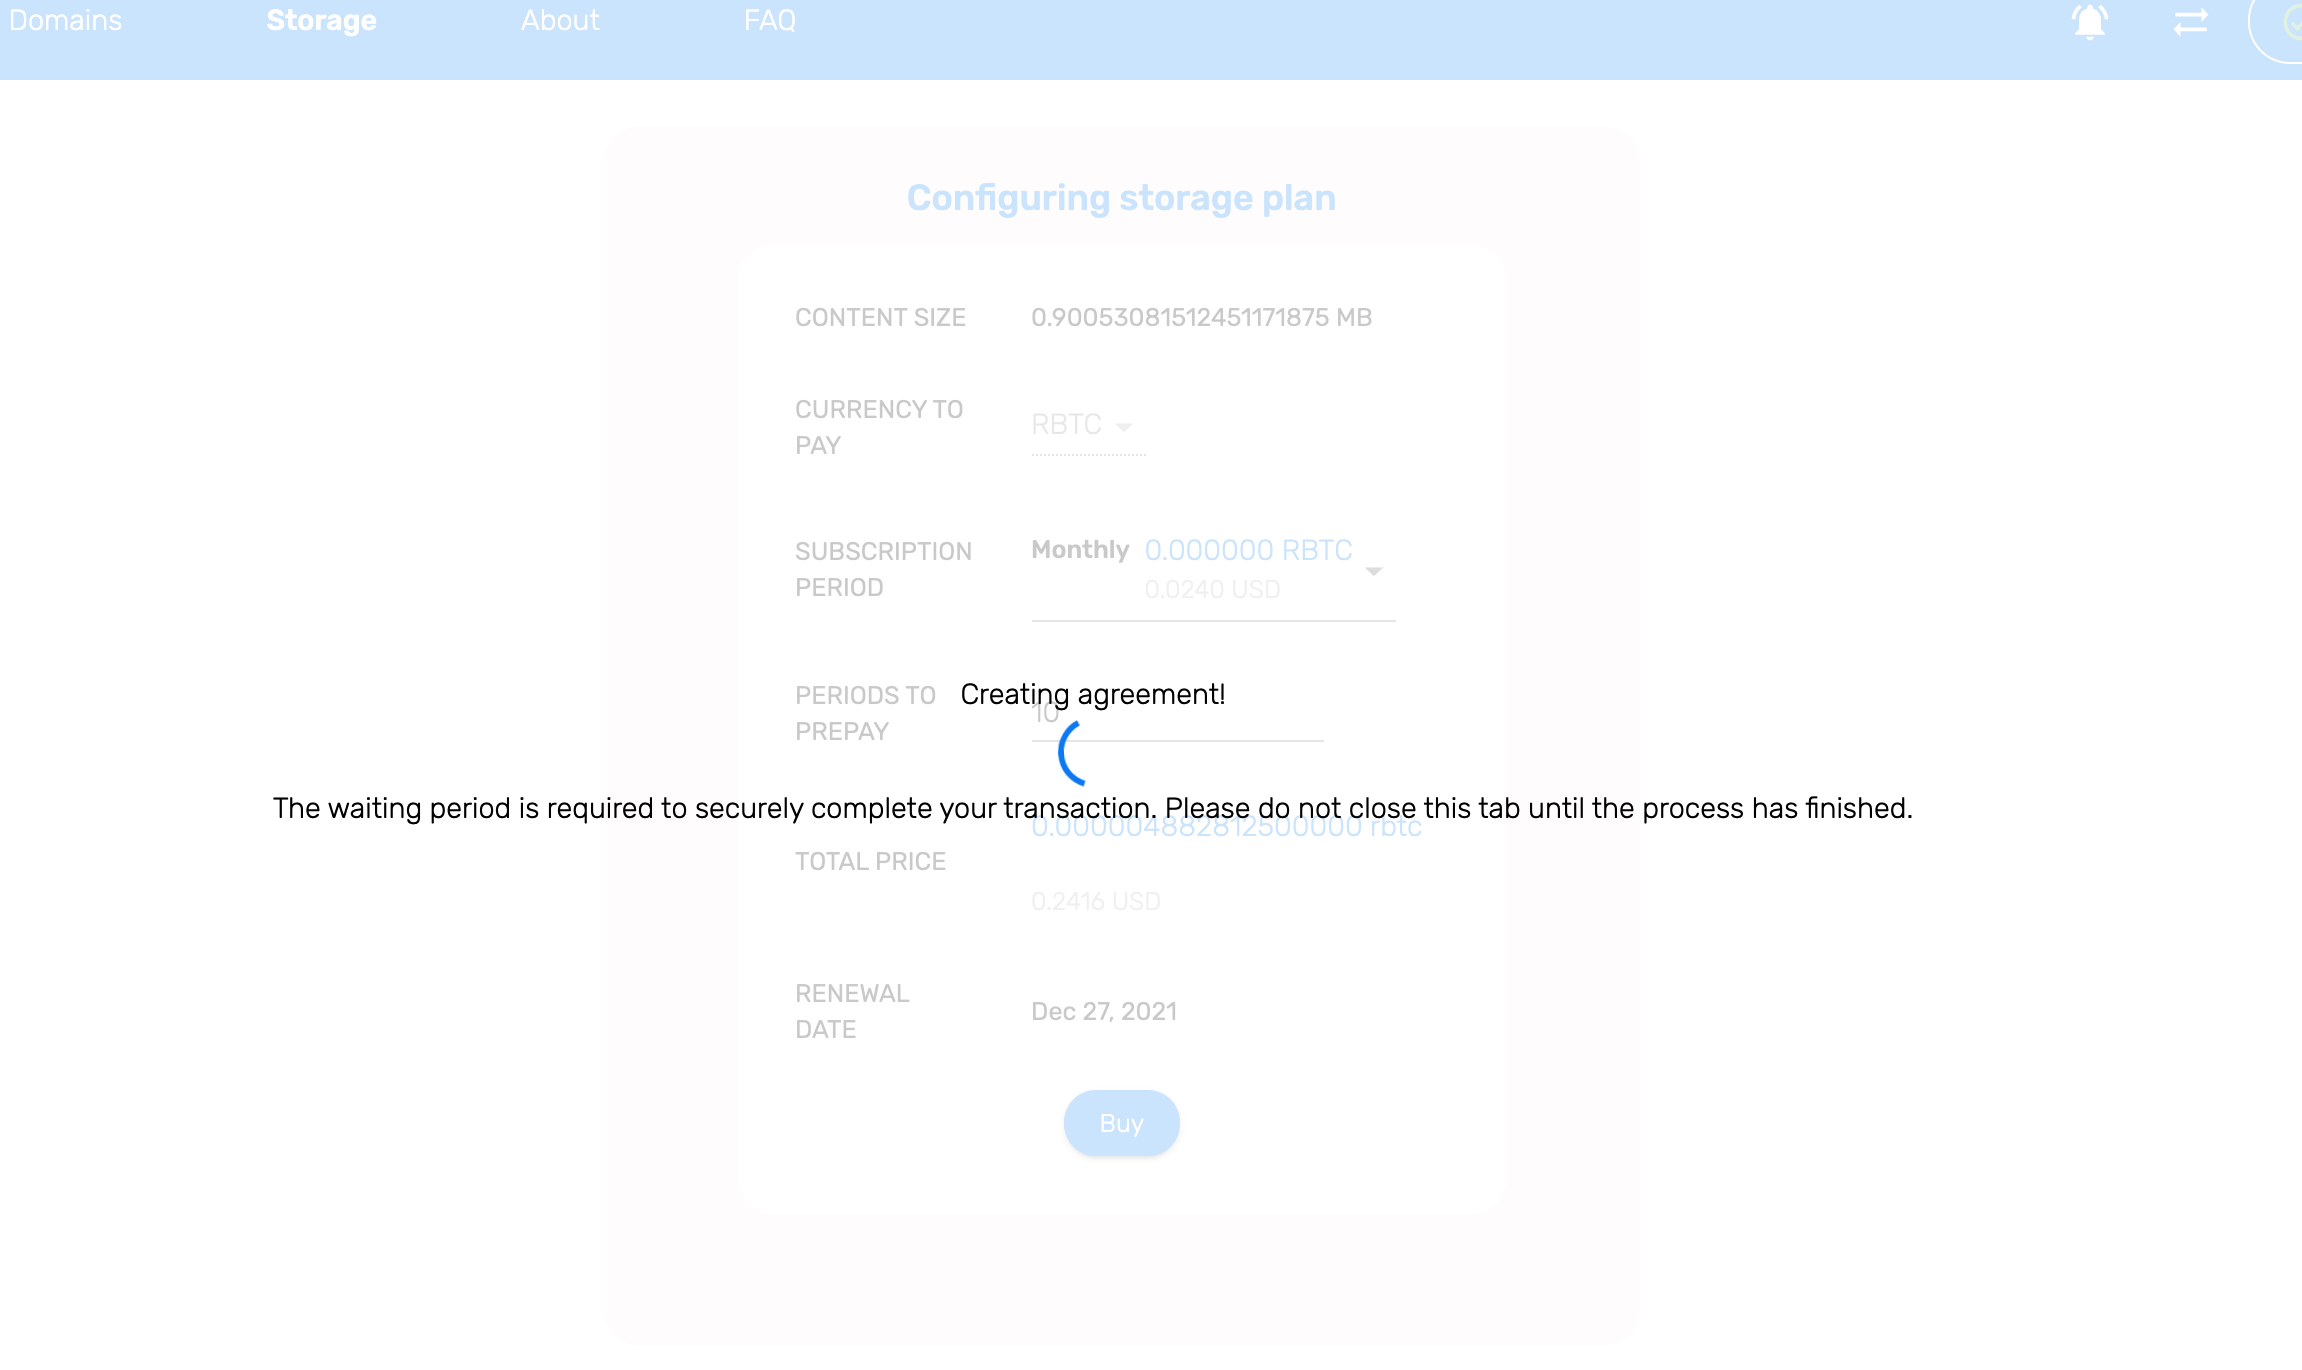 Domains Storage About FAQ
Configuring storage plan
CONTENT SIZE 0.90053081512451171875 MB
CURRENCY TO
PAY
RBTC
SUBSCRIPTION
PERIOD
Monthly 0.000000 RBTC
0.0240 USD
PERIODS TO
PREPAY
10
Creating agreement!
The waiting period is required to securely complete your transaction. Please do not close this tab until the process has finished.
0.000004882812500000 rbtc
TOTAL PRICE
0.2416 USD
RENEWAL
DATE
Dec 27, 2021
Buy